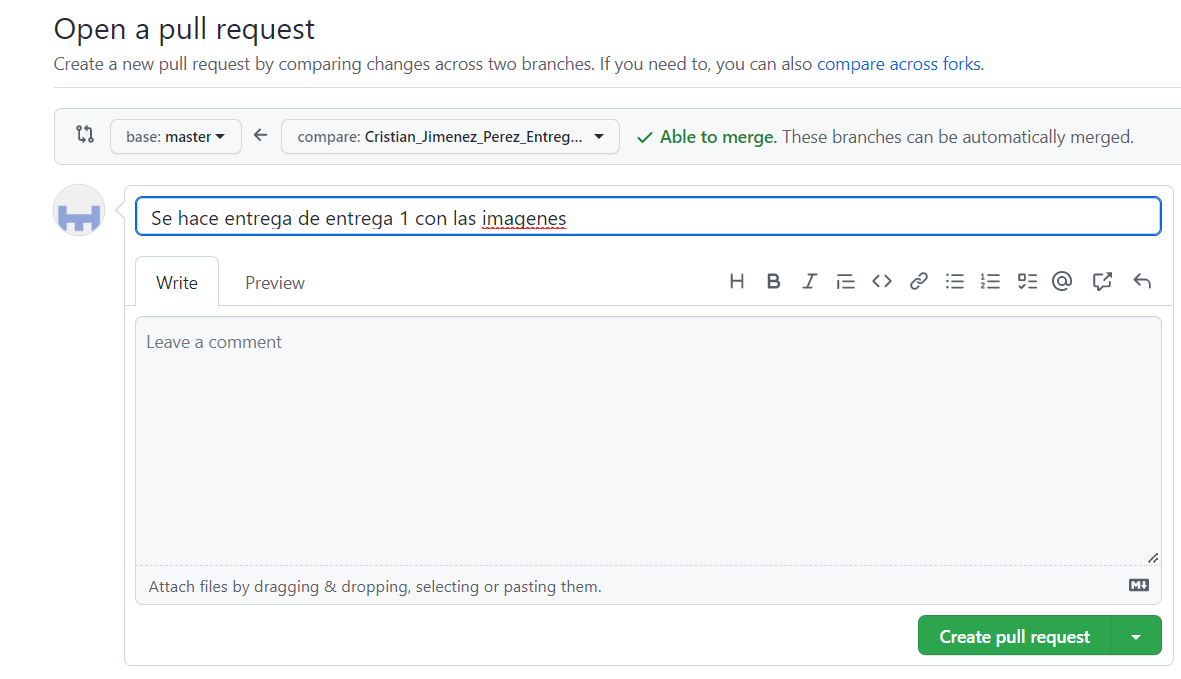 Open a pull request
Create a new pull request by comparing changes across two branches. If you need to, you can also compare across forks.
base: master
compare: Cristian_Jimenez_Perez_Entreg...
Able to merge. These branches can be automatically merged.
Se hace entrega de entrega 1 con las imagenes
Write Preview
Leave a comment
Attach files by dragging & dropping, selecting or pasting them.
Create pull request